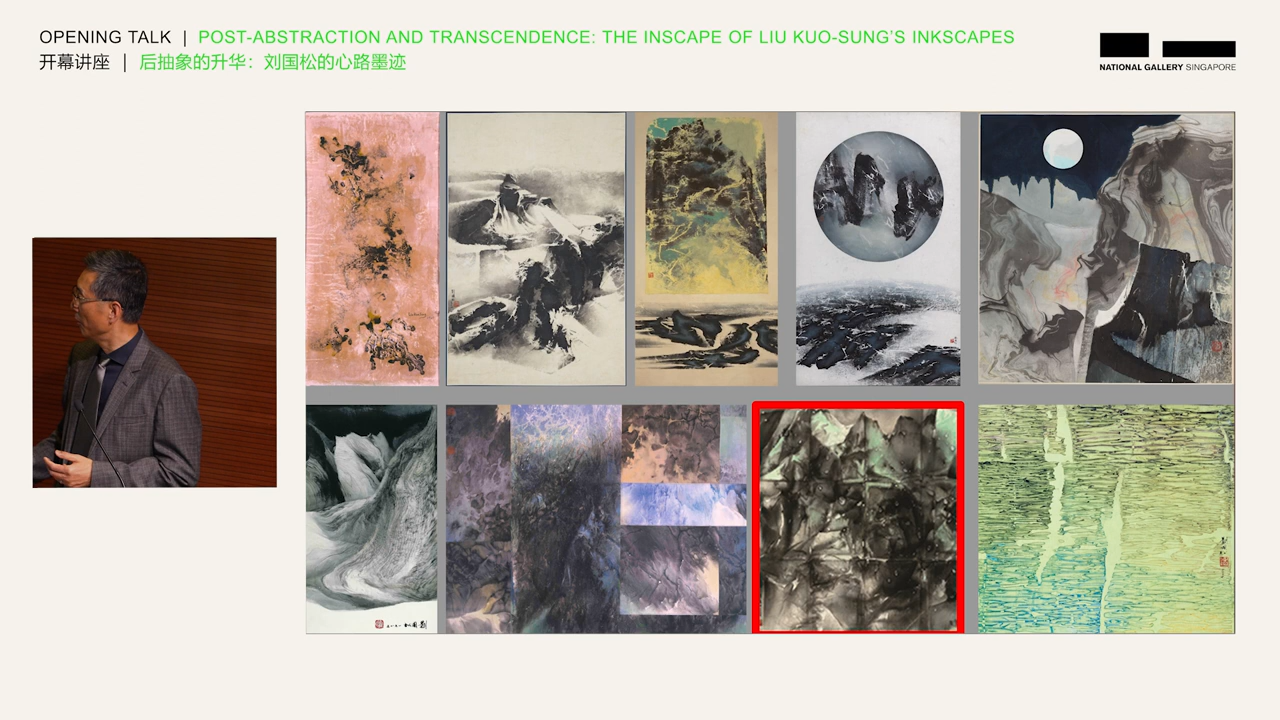 OPENING TALK | POST-ABSTRACTION AND TRANSCENDENCE: THE INSCAPE OF LIU KUO-SUNG'S INKSCAPES
开幕讲座 | 后抽象的升华：刘国松的心路墨迹
NATIONAL GALLERY SINGAPORE